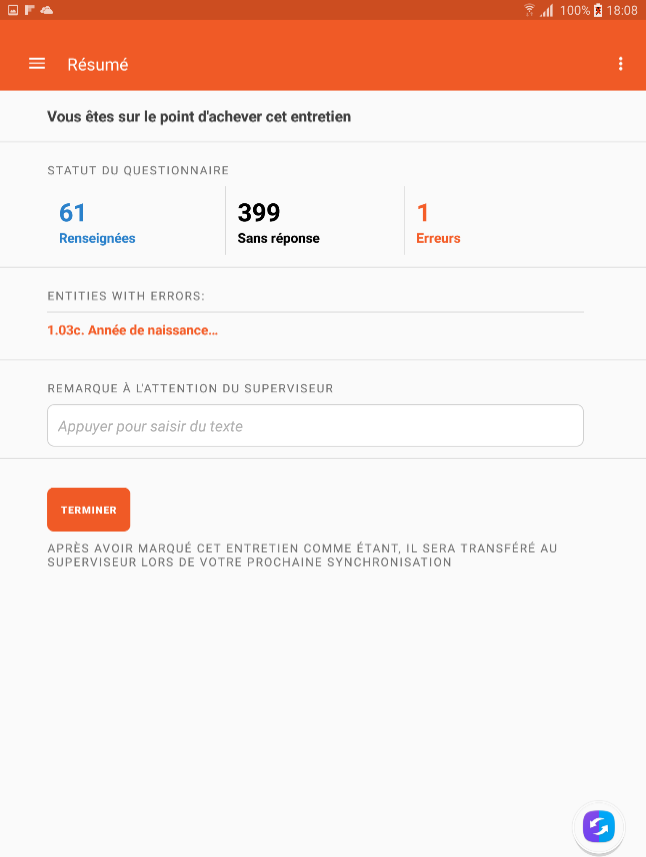 100% 18:08
Résumé
Vous êtes sur le point d'achever cet entretien
STATUT DU QUESTIONNAIRE
61 399 1
Renseignées Sans réponse Erreurs
ENTITIES WITH ERRORS:
1.03c. Année de naissance...
REMARQUE À L'ATTENTION DU SUPERVISEUR
Appuyer pour saisir du texte
TERMINER
APRÈS AVOIR MARQUÉ CET ENTRETIEN COMME ÉTANT, IL SERA TRANSFÉRÉ AU
SUPERVISEUR LORS DE VOTRE PROCHAINE SYNCHRONISATION